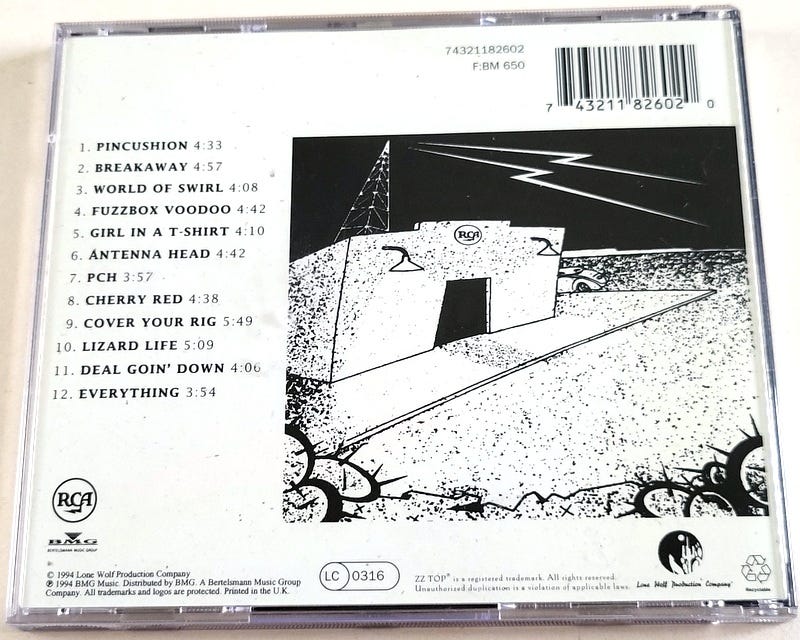 74321182602
F:BM 650
7 43211 82602 0
1. PINCUSHION 4:33
2. BREAKAWAY 4:57
3. WORLD OF SWIRL 4:08
4. FUZZBOX VOODOO 4:42
5. GIRL IN A T-SHIRT 4:10
6. ANTENNA HEAD 4:42
7. PCH 3:57
8. CHERRY RED 4:38
9. COVER YOUR RIG 5:49
10. LIZARD LIFE 5:09
11. DEAL GOIN' DOWN 4:06
12. EVERYTHING 3:54
RCA
RCA
BMG
BERTELSMANN MUSIC GROUP
© 1994 Lone Wolf Production Company
℗ 1994 BMG Music. Distributed by BMG. A Bertelsmann Music Group
Company. All trademarks and logos are protected. Printed in the U.K.
LC 0316
ZZ TOP® is a registered trademark. All rights reserved.
Unauthorized duplication is a violation of applicable laws.
Lone Wolf Production Company
Recyclable